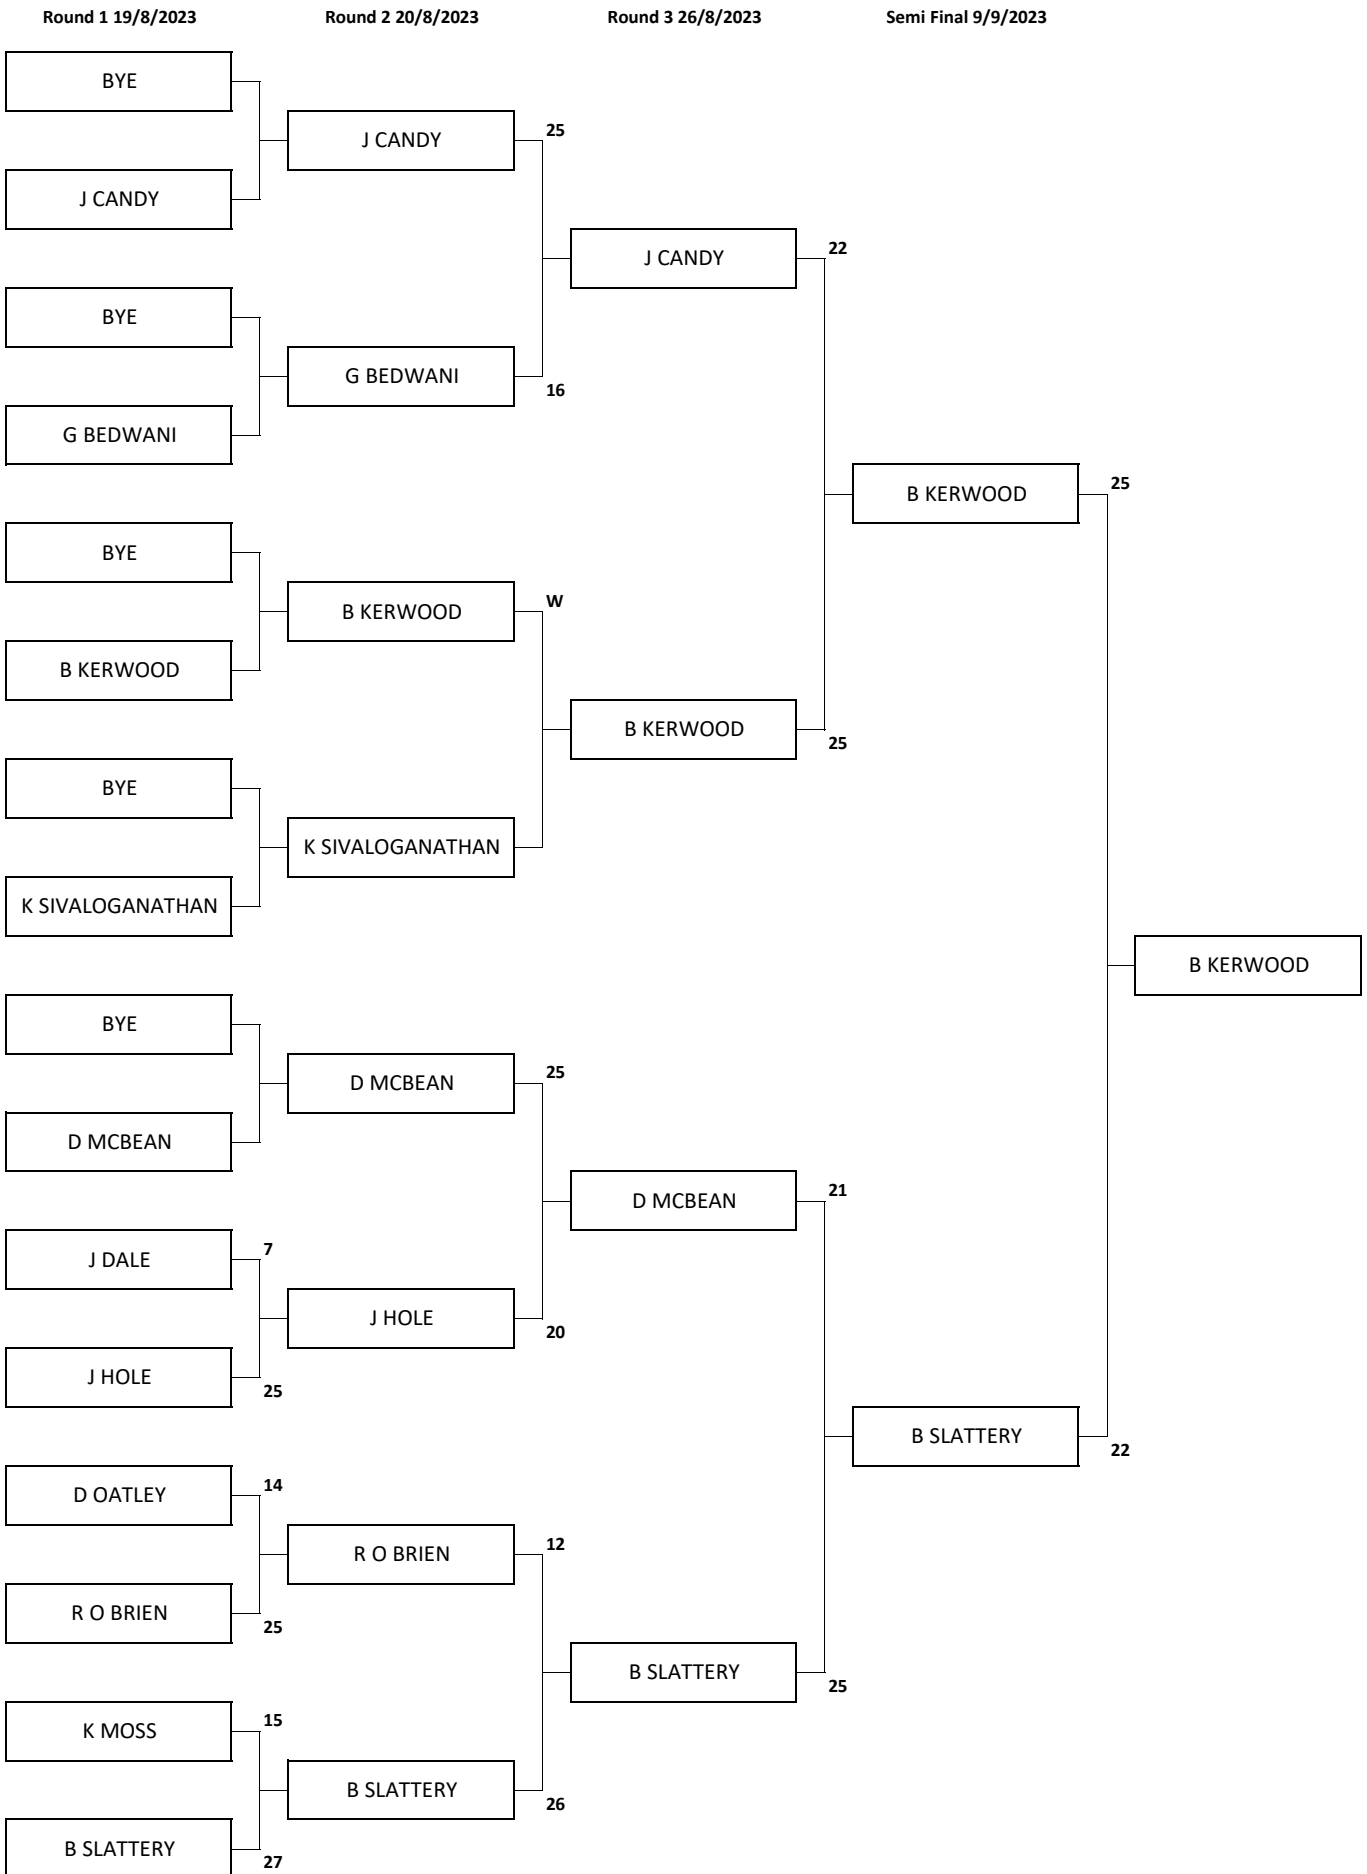 Round 1 19/8/2023
Round 2 20/8/2023
Round 3 26/8/2023
Semi Final 9/9/2023
BYE
J CANDY
25
J CANDY
J CANDY
22
BYE
G BEDWANI
16
G BEDWANI
B KERWOOD
25
BYE
B KERWOOD
W
B KERWOOD
B KERWOOD
25
BYE
K SIVALOGANATHAN
K SIVALOGANATHAN
B KERWOOD
BYE
D MCBEAN
25
D MCBEAN
D MCBEAN
21
J DALE
7
J HOLE
20
J HOLE
25
B SLATTERY
22
D OATLEY
14
R O BRIEN
12
R O BRIEN
25
B SLATTERY
25
K MOSS
15
B SLATTERY
26
B SLATTERY
27